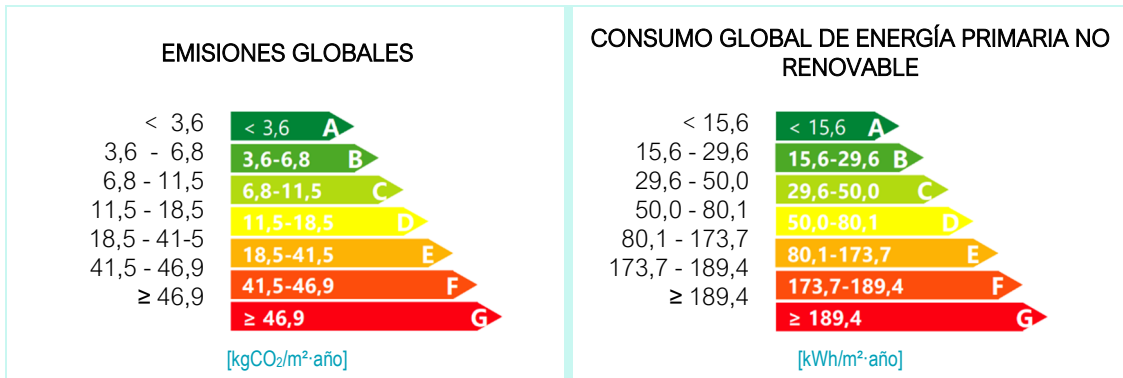 EMISIONES GLOBALES
< 3,6
3,6 - 6,8
6,8 - 11,5
11,5 - 18,5
18,5 - 41-5
41,5 - 46,9
≥ 46,9
< 3,6 A
3,6-6,8 B
6,8-11,5 C
11,5-18,5 D
18,5-41,5 E
41,5-46,9 F
≥ 46,9 G
[kgCO₂/m²·año]
CONSUMO GLOBAL DE ENERGÍA PRIMARIA NO
RENOVABLE
< 15,6
15,6 - 29,6
29,6 - 50,0
50,0 - 80,1
80,1 - 173,7
173,7 - 189,4
≥ 189,4
< 15,6 A
15,6-29,6 B
29,6-50,0 C
50,0-80,1 D
80,1-173,7 E
173,7-189,4 F
≥ 189,4 G
[kWh/m²·año]